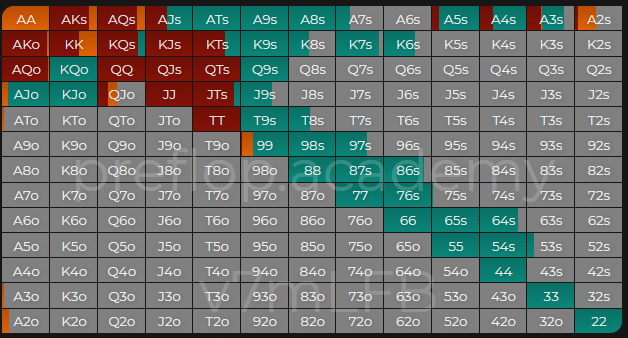 AA AKs AQs AJs ATs A9s A8s A7s A6s A5s A4s A3s A2s
AKo KK KQs KJs KTs K9s K8s K7s K6s K5s K4s K3s K2s
AQo KQo QQ QJs QTs Q9s Q8s Q7s Q6s Q5s Q4s Q3s Q2s
AJo KJo QJo JJ JTs J9s J8s J7s J6s J5s J4s J3s J2s
ATo KTo QTo JTo TT T9s T8s T7s T6s T5s T4s T3s T2s
A9o K9o Q9o J9o T9o 99 98s 97s 96s 95s 94s 93s 92s
A8o K8o Q8o J8o T8o 98o 88 87s 86s 85s 84s 83s 82s
preflop.academy
A7o K7o Q7o J7o T7o 97o 87o 77 76s 75s 74s 73s 72s
A6o K6o Q6o J6o T6o 96o 86o 76o 66 65s 64s 63s 62s
A5o K5o Q5o J5o T5o 95o 85o 75o 65o 55 54s 53s 52s
A4o K4o Q4o J4o T4o 94o 84o 74o 64o 54o 44 43s 42s
v7mLFB
A3o K3o Q3o J3o T3o 93o 83o 73o 63o 53o 43o 33 32s
A2o K2o Q2o J2o T2o 92o 82o 72o 62o 52o 42o 32o 22